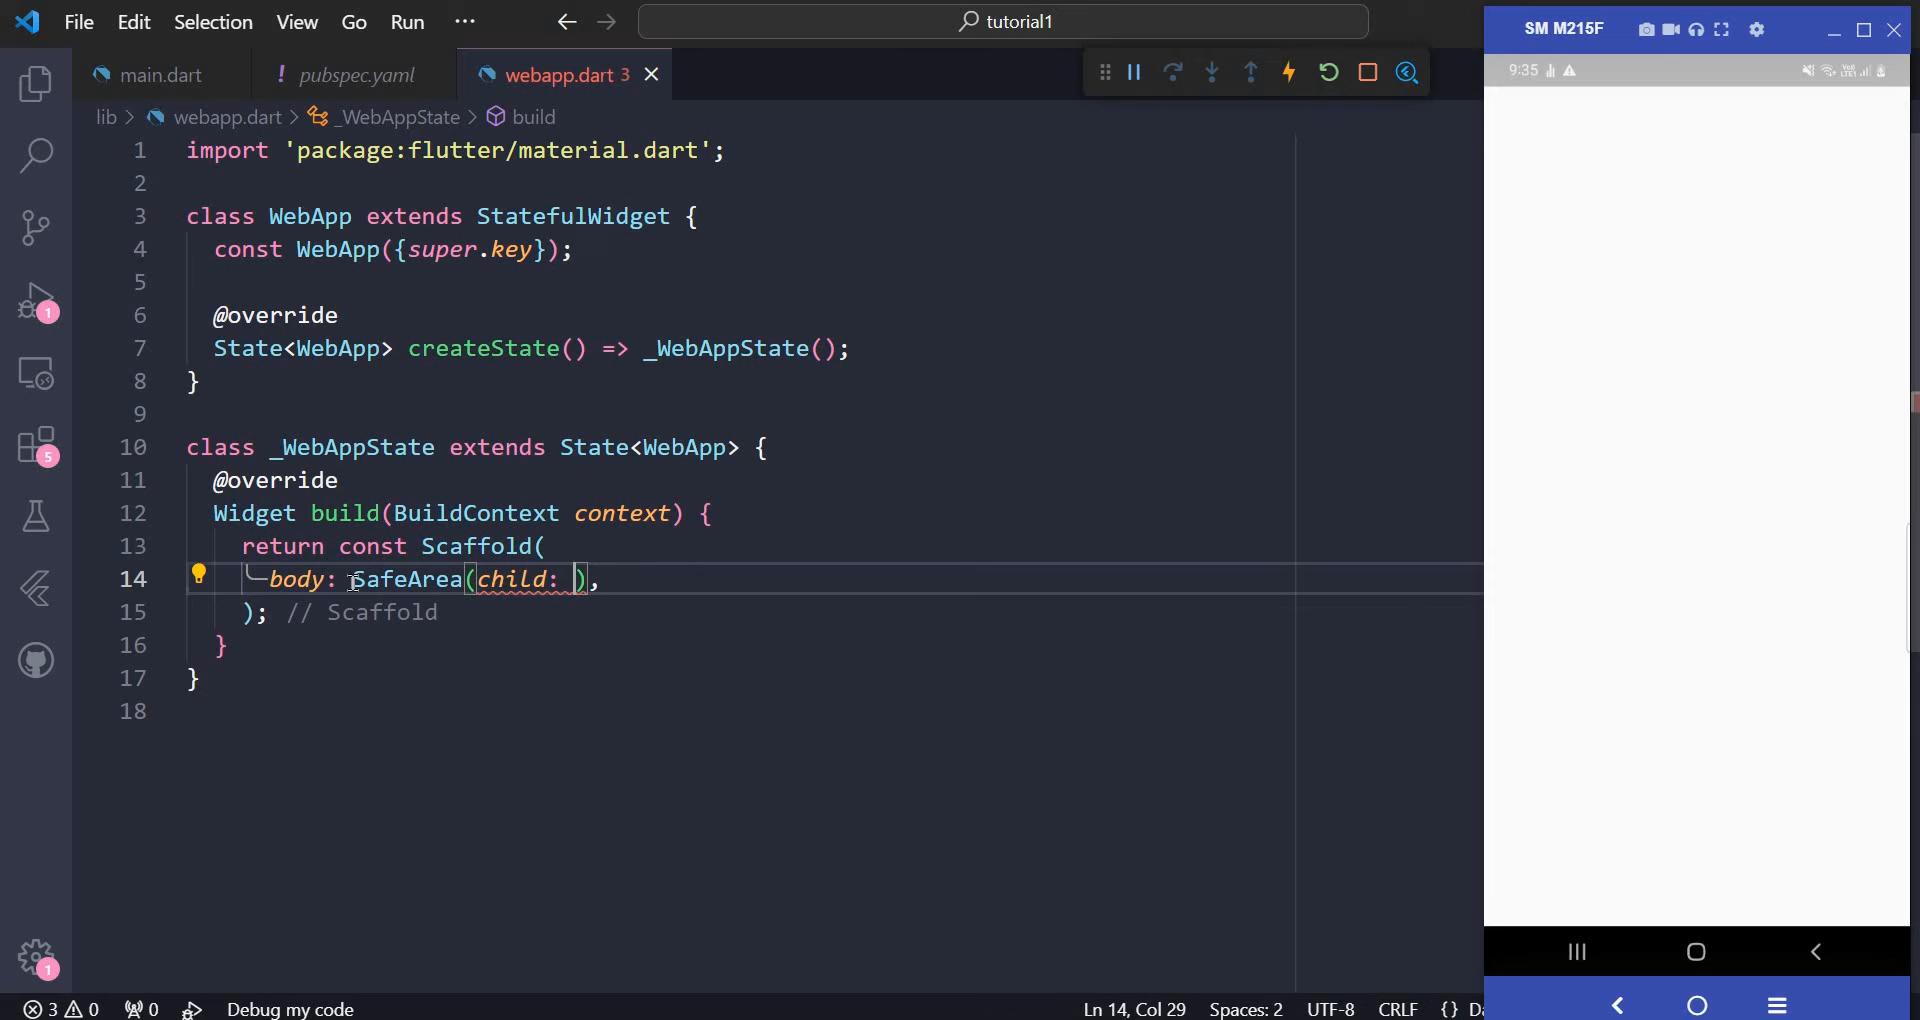 File Edit Selection View Go Run ··· tutorial1
SM M215F
main.dart ! pubspec.yaml webapp.dart 3
9:35
lib > webapp.dart > _WebAppState > build
1 import 'package:flutter/material.dart';
2
3 class WebApp extends StatefulWidget {
4 const WebApp({super.key});
5
6 @override
7 State<WebApp> createState() => _WebAppState();
8 }
9
10 class _WebAppState extends State<WebApp> {
11 @override
12 Widget build(BuildContext context) {
13 return const Scaffold(
14 body: SafeArea(child: ),
15 ); // Scaffold
16 }
17 }
18
1
5
1
3 0 0 Debug my code Ln 14, Col 29 Spaces: 2 UTF-8 CRLF {}